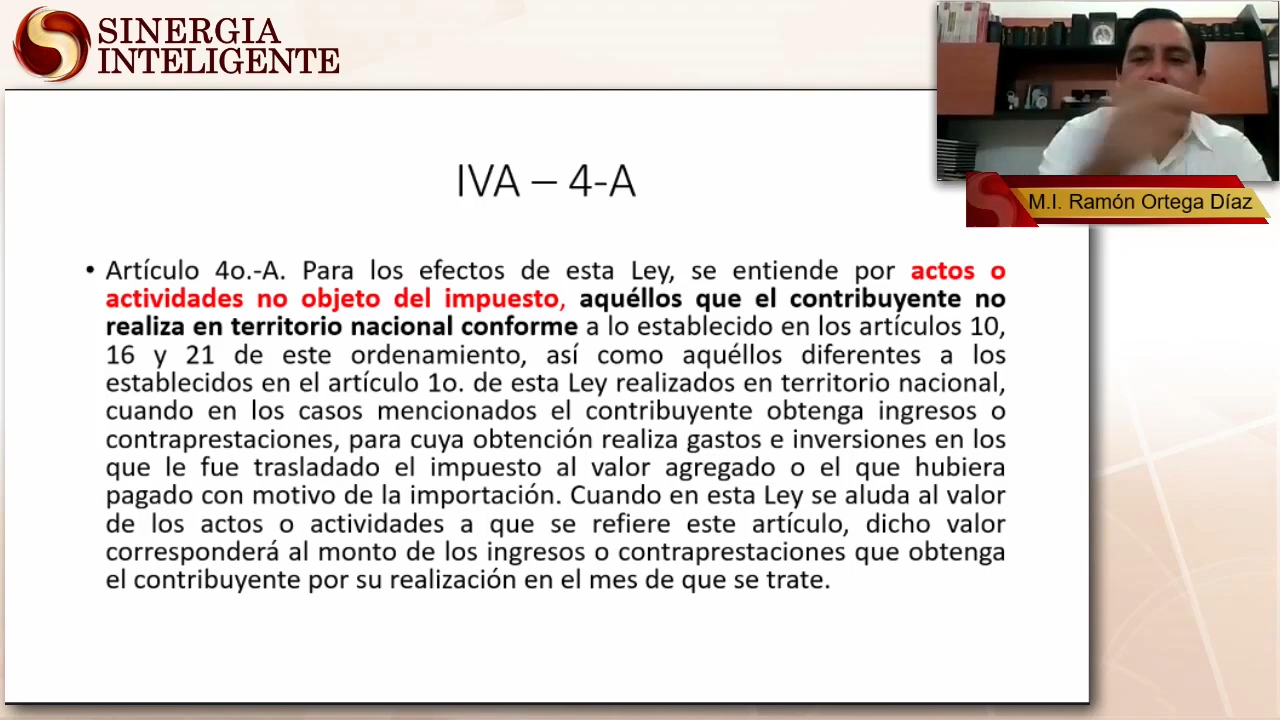 SINERGIA
INTELIGENTE
M.I. Ramón Ortega Díaz
IVA – 4-A
• Artículo 4o.-A. Para los efectos de esta Ley, se entiende por actos o
actividades no objeto del impuesto, aquéllos que el contribuyente no
realiza en territorio nacional conforme a lo establecido en los artículos 10,
16 y 21 de este ordenamiento, así como aquéllos diferentes a los
establecidos en el artículo 1o. de esta Ley realizados en territorio nacional,
cuando en los casos mencionados el contribuyente obtenga ingresos o
contraprestaciones, para cuya obtención realiza gastos e inversiones en los
que le fue trasladado el impuesto al valor agregado o el que hubiera
pagado con motivo de la importación. Cuando en esta Ley se aluda al valor
de los actos o actividades a que se refiere este artículo, dicho valor
corresponderá al monto de los ingresos o contraprestaciones que obtenga
el contribuyente por su realización en el mes de que se trate.